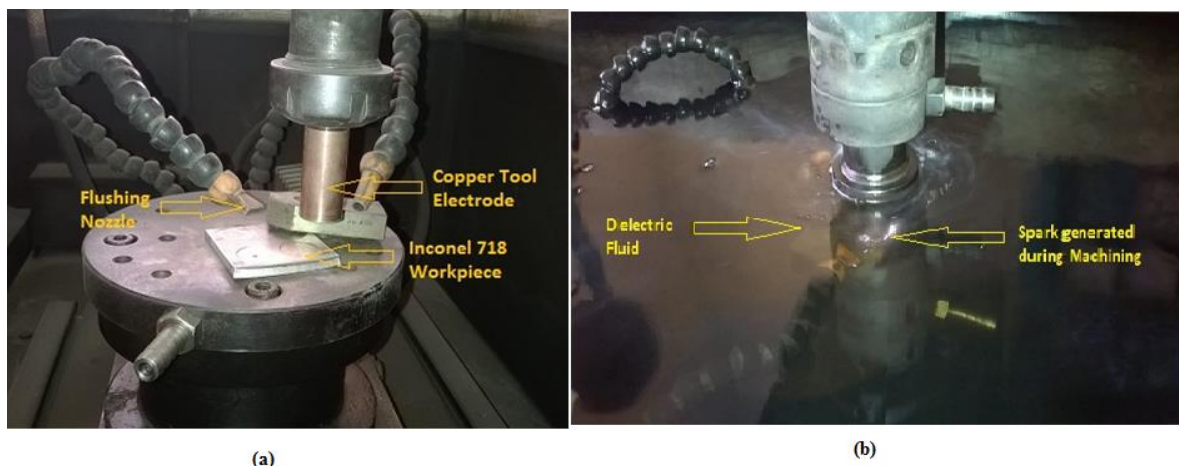 Flushing
Nozzle
Copper Tool
Electrode
Inconel 718
Workpiece
Dielectric
Fluid
Spark generated
during Machining
(a)
(b)